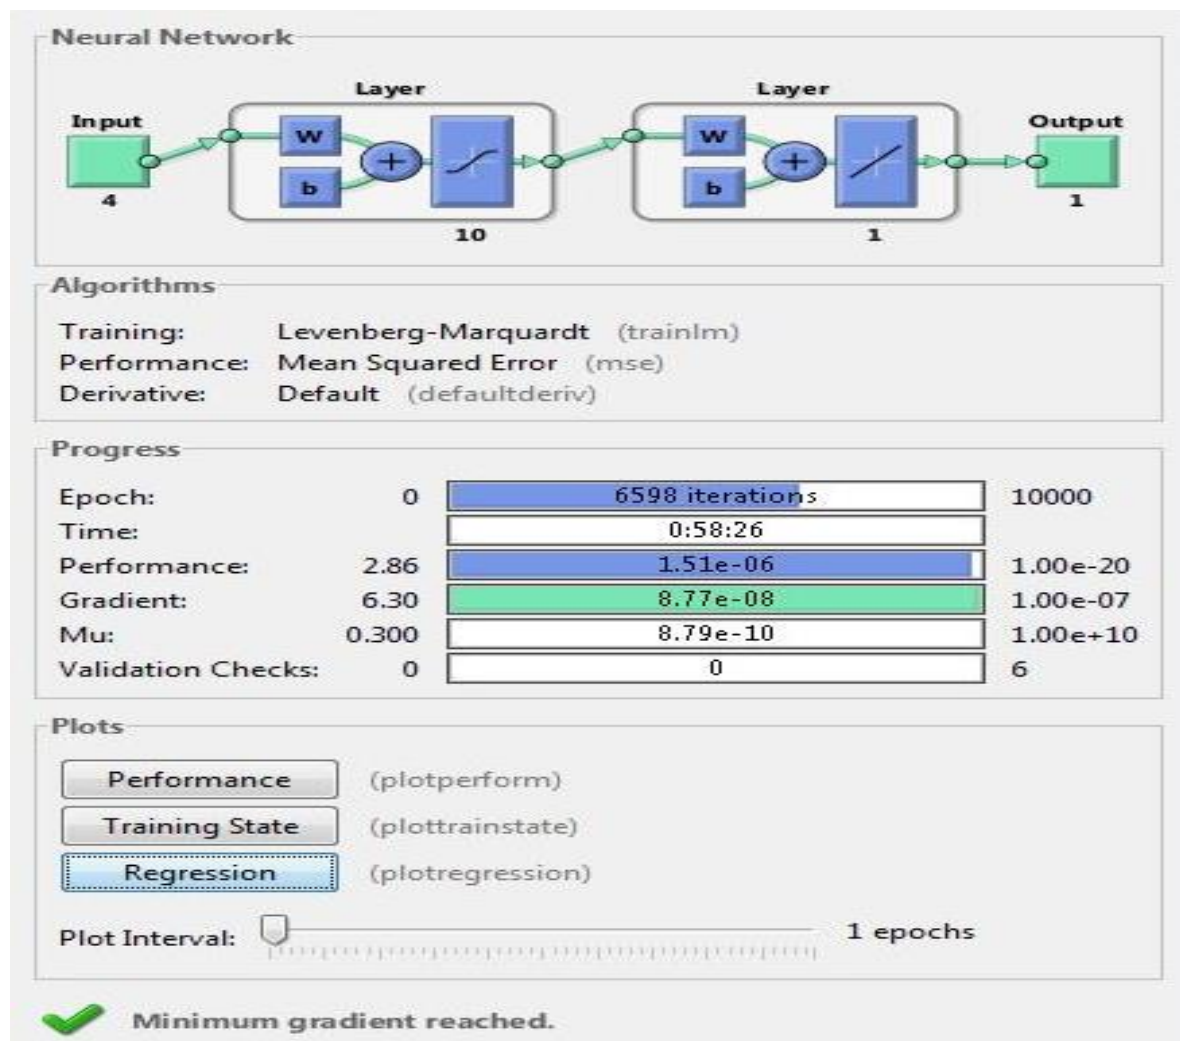 Neural Network
Layer Layer
Input Output
W W
b b
4 1
10 1
Algorithms
Training: Levenberg-Marquardt (trainlm)
Performance: Mean Squared Error (mse)
Derivative: Default (defaultderiv)
Progress
Epoch: 0 6598 iterations 10000
Time: 0:58:26
Performance: 2.86 1.51e-06 1.00e-20
Gradient: 6.30 8.77e-08 1.00e-07
Mu: 0.300 8.79e-10 1.00e+10
Validation Checks: 0 0 6
Plots
Performance (plotperform)
Training State (plottrainstate)
Regression (plotregression)
Plot Interval: 1 epochs
Minimum gradient reached.